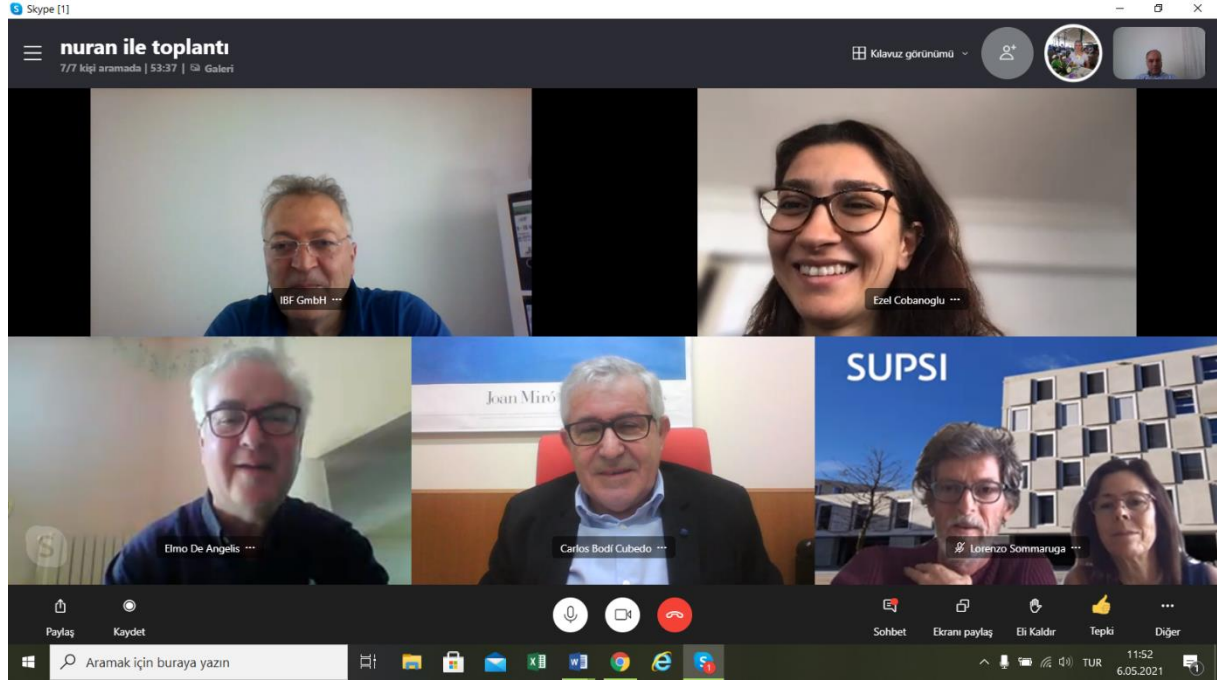 Skype [1]
nuran ile toplantı
7/7 kişi aramada | 53:37 | Galeri
Kılavuz görünümü
IBF GmbH ···
Ezel Cobanoglu ···
Joan Miró
SUPSI
S
Elmo De Angelis ···
Carlos Bodí Cubedo ···
Lorenzo Sommaruga ···
Paylaş
Kaydet
Sohbet
Ekranı paylaş
Eli Kaldır
Tepki
Diğer
Aramak için buraya yazın
TUR
11:52
6.05.2021